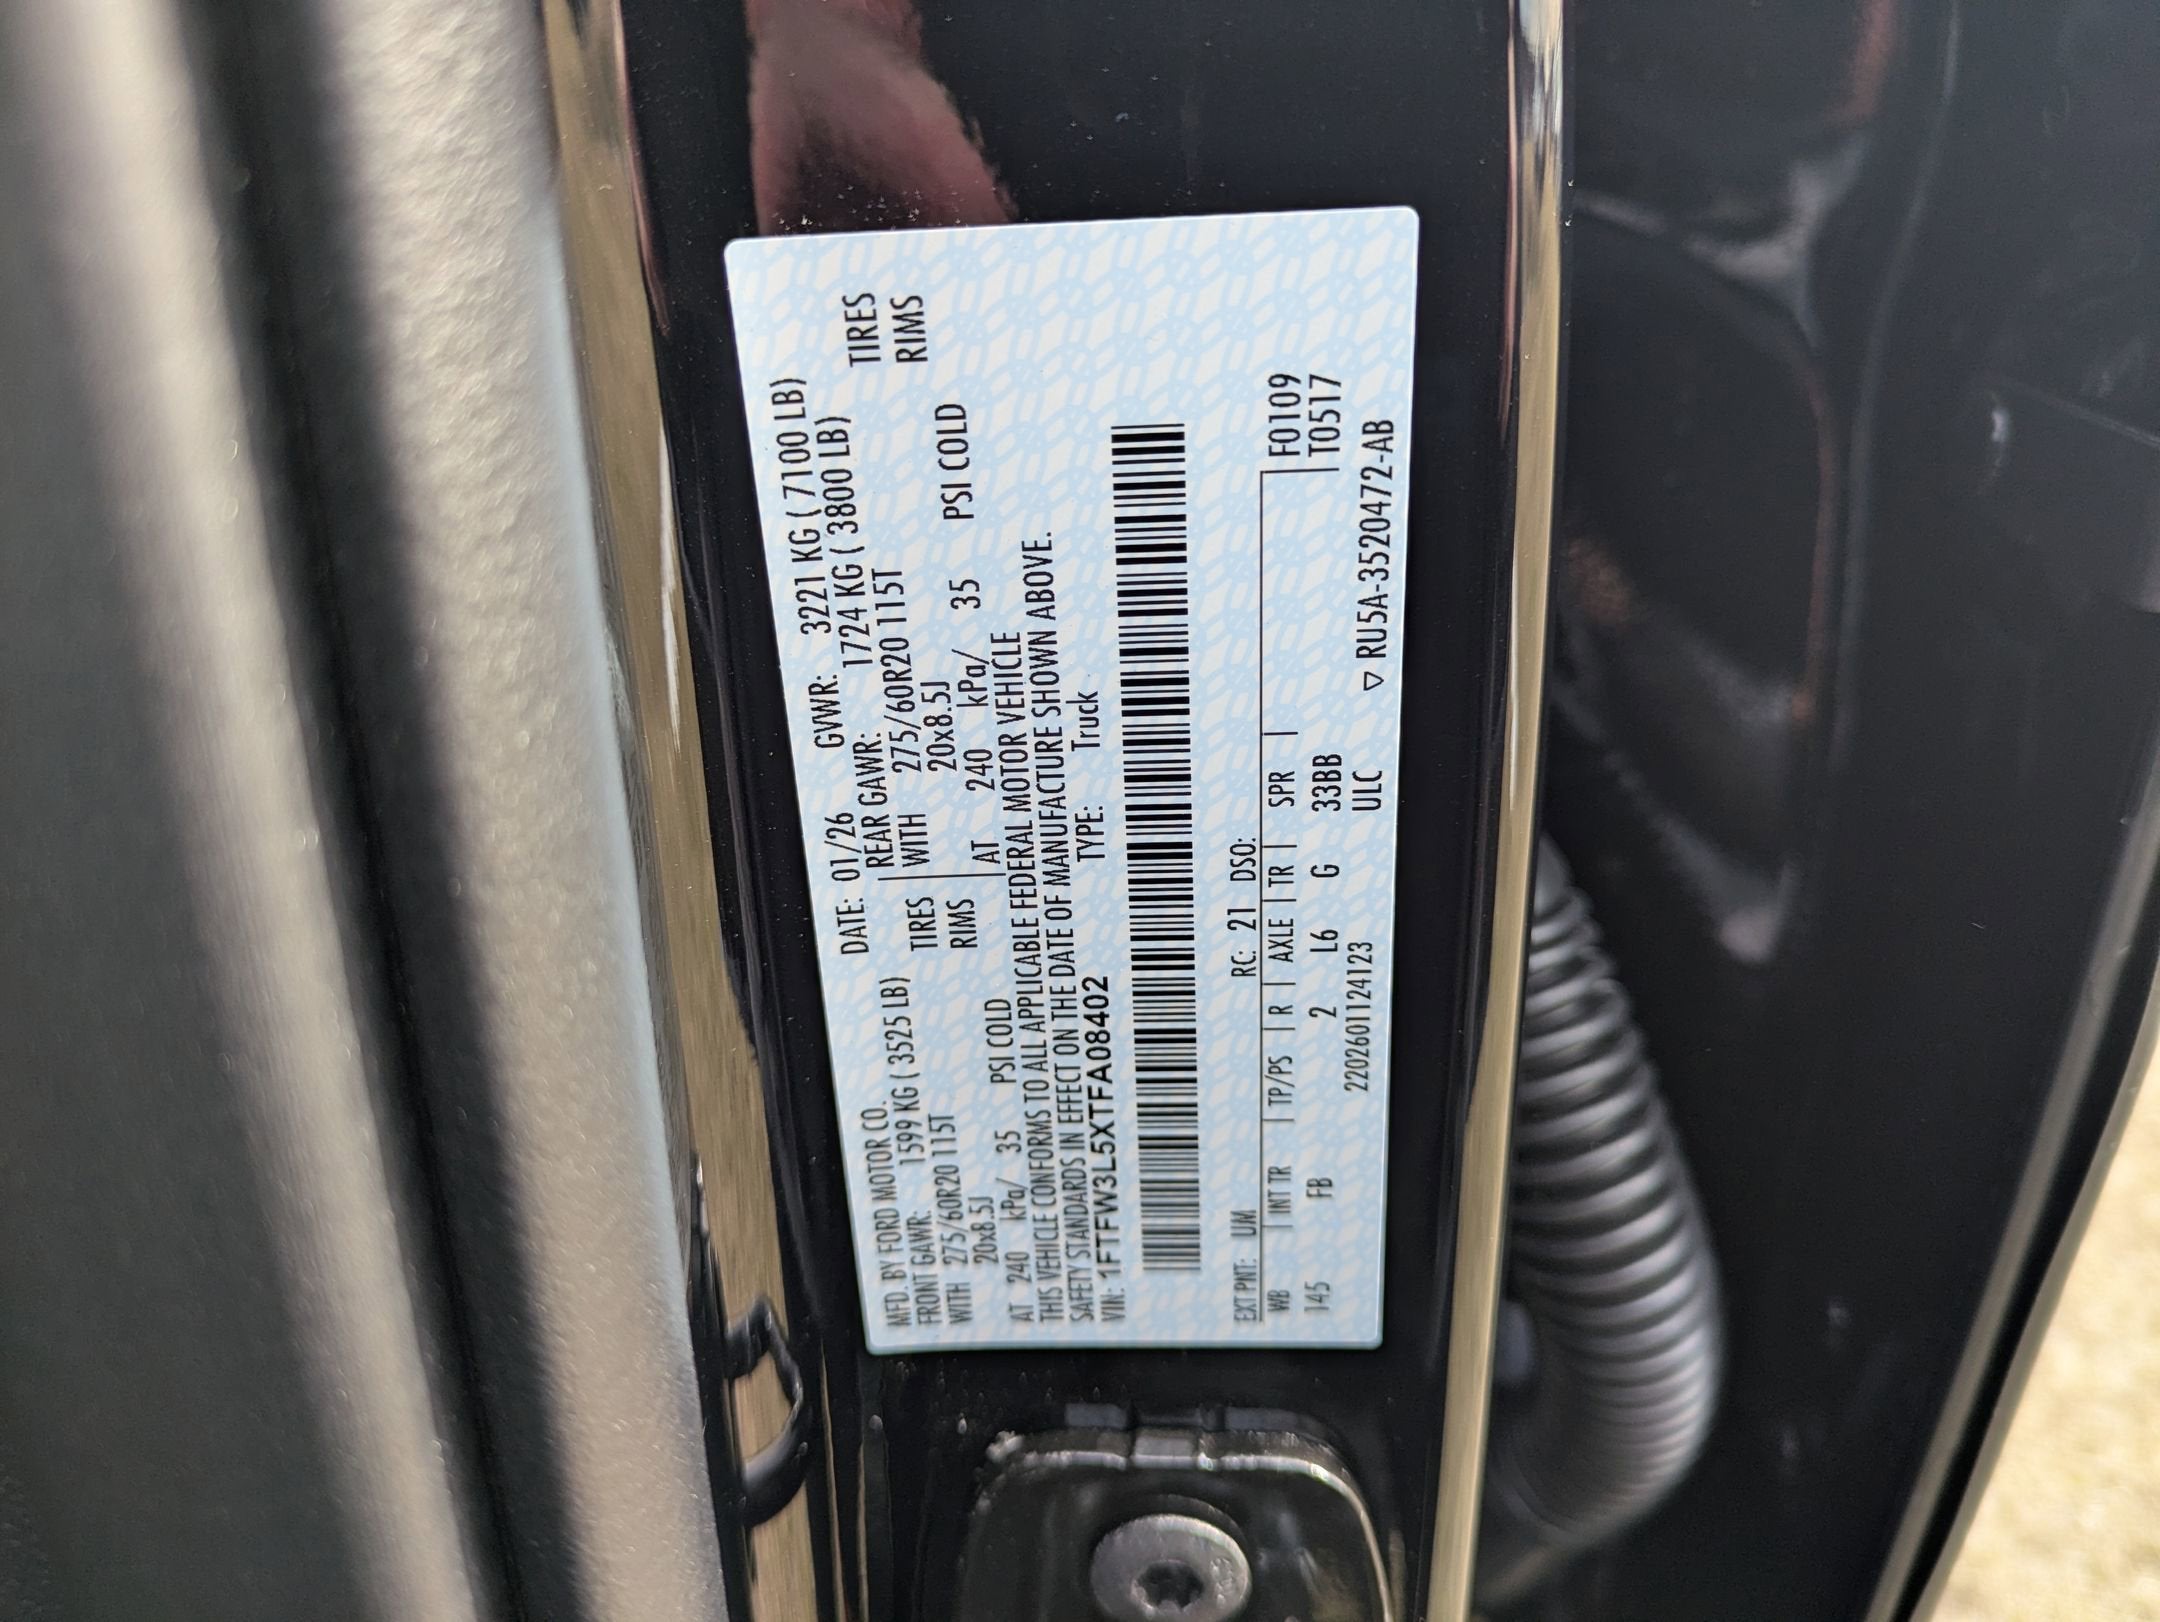 MFD. BY FORD MOTOR CO. DATE: 01/26 GVWR: 3221 KG ( 7100 LB)
FRONT GAWR: 1599 KG ( 3525 LB) REAR GAWR: 1724 KG ( 3800 LB)
WITH 275/60R20 115T TIRES WITH 275/60R20 115T TIRES
20x8.5J RIMS 20x8.5J RIMS
AT 240 kPa/ 35 PSI COLD AT 240 kPa/ 35 PSI COLD
THIS VEHICLE CONFORMS TO ALL APPLICABLE FEDERAL MOTOR VEHICLE
SAFETY STANDARDS IN EFFECT ON THE DATE OF MANUFACTURE SHOWN ABOVE.
VIN: 1FTFW3L5XTFA08402 TYPE: Truck
EXT PNT: UM RC: 21 DSO:
WB | INT TR | TP/PS | R | AXLE | TR | SPR | F0109
145 FB 2 L6 G 33BB T0517
2202601124123 ULC ▽ RU5A-3520472-AB